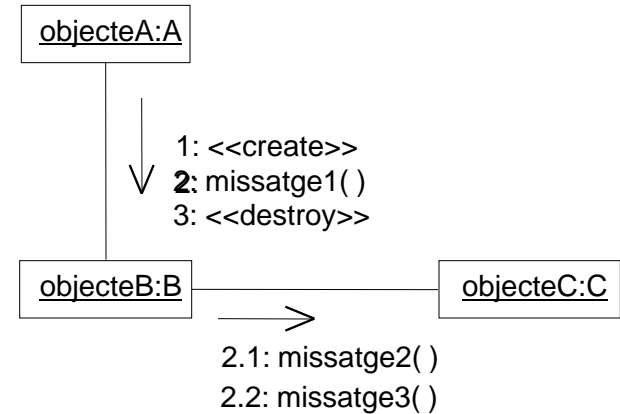 objecteA:A
1: <<create>>
2: missatge1( )
3: <<destroy>>
objecteB:B
objecteC:C
2.1: missatge2( )
2.2: missatge3( )